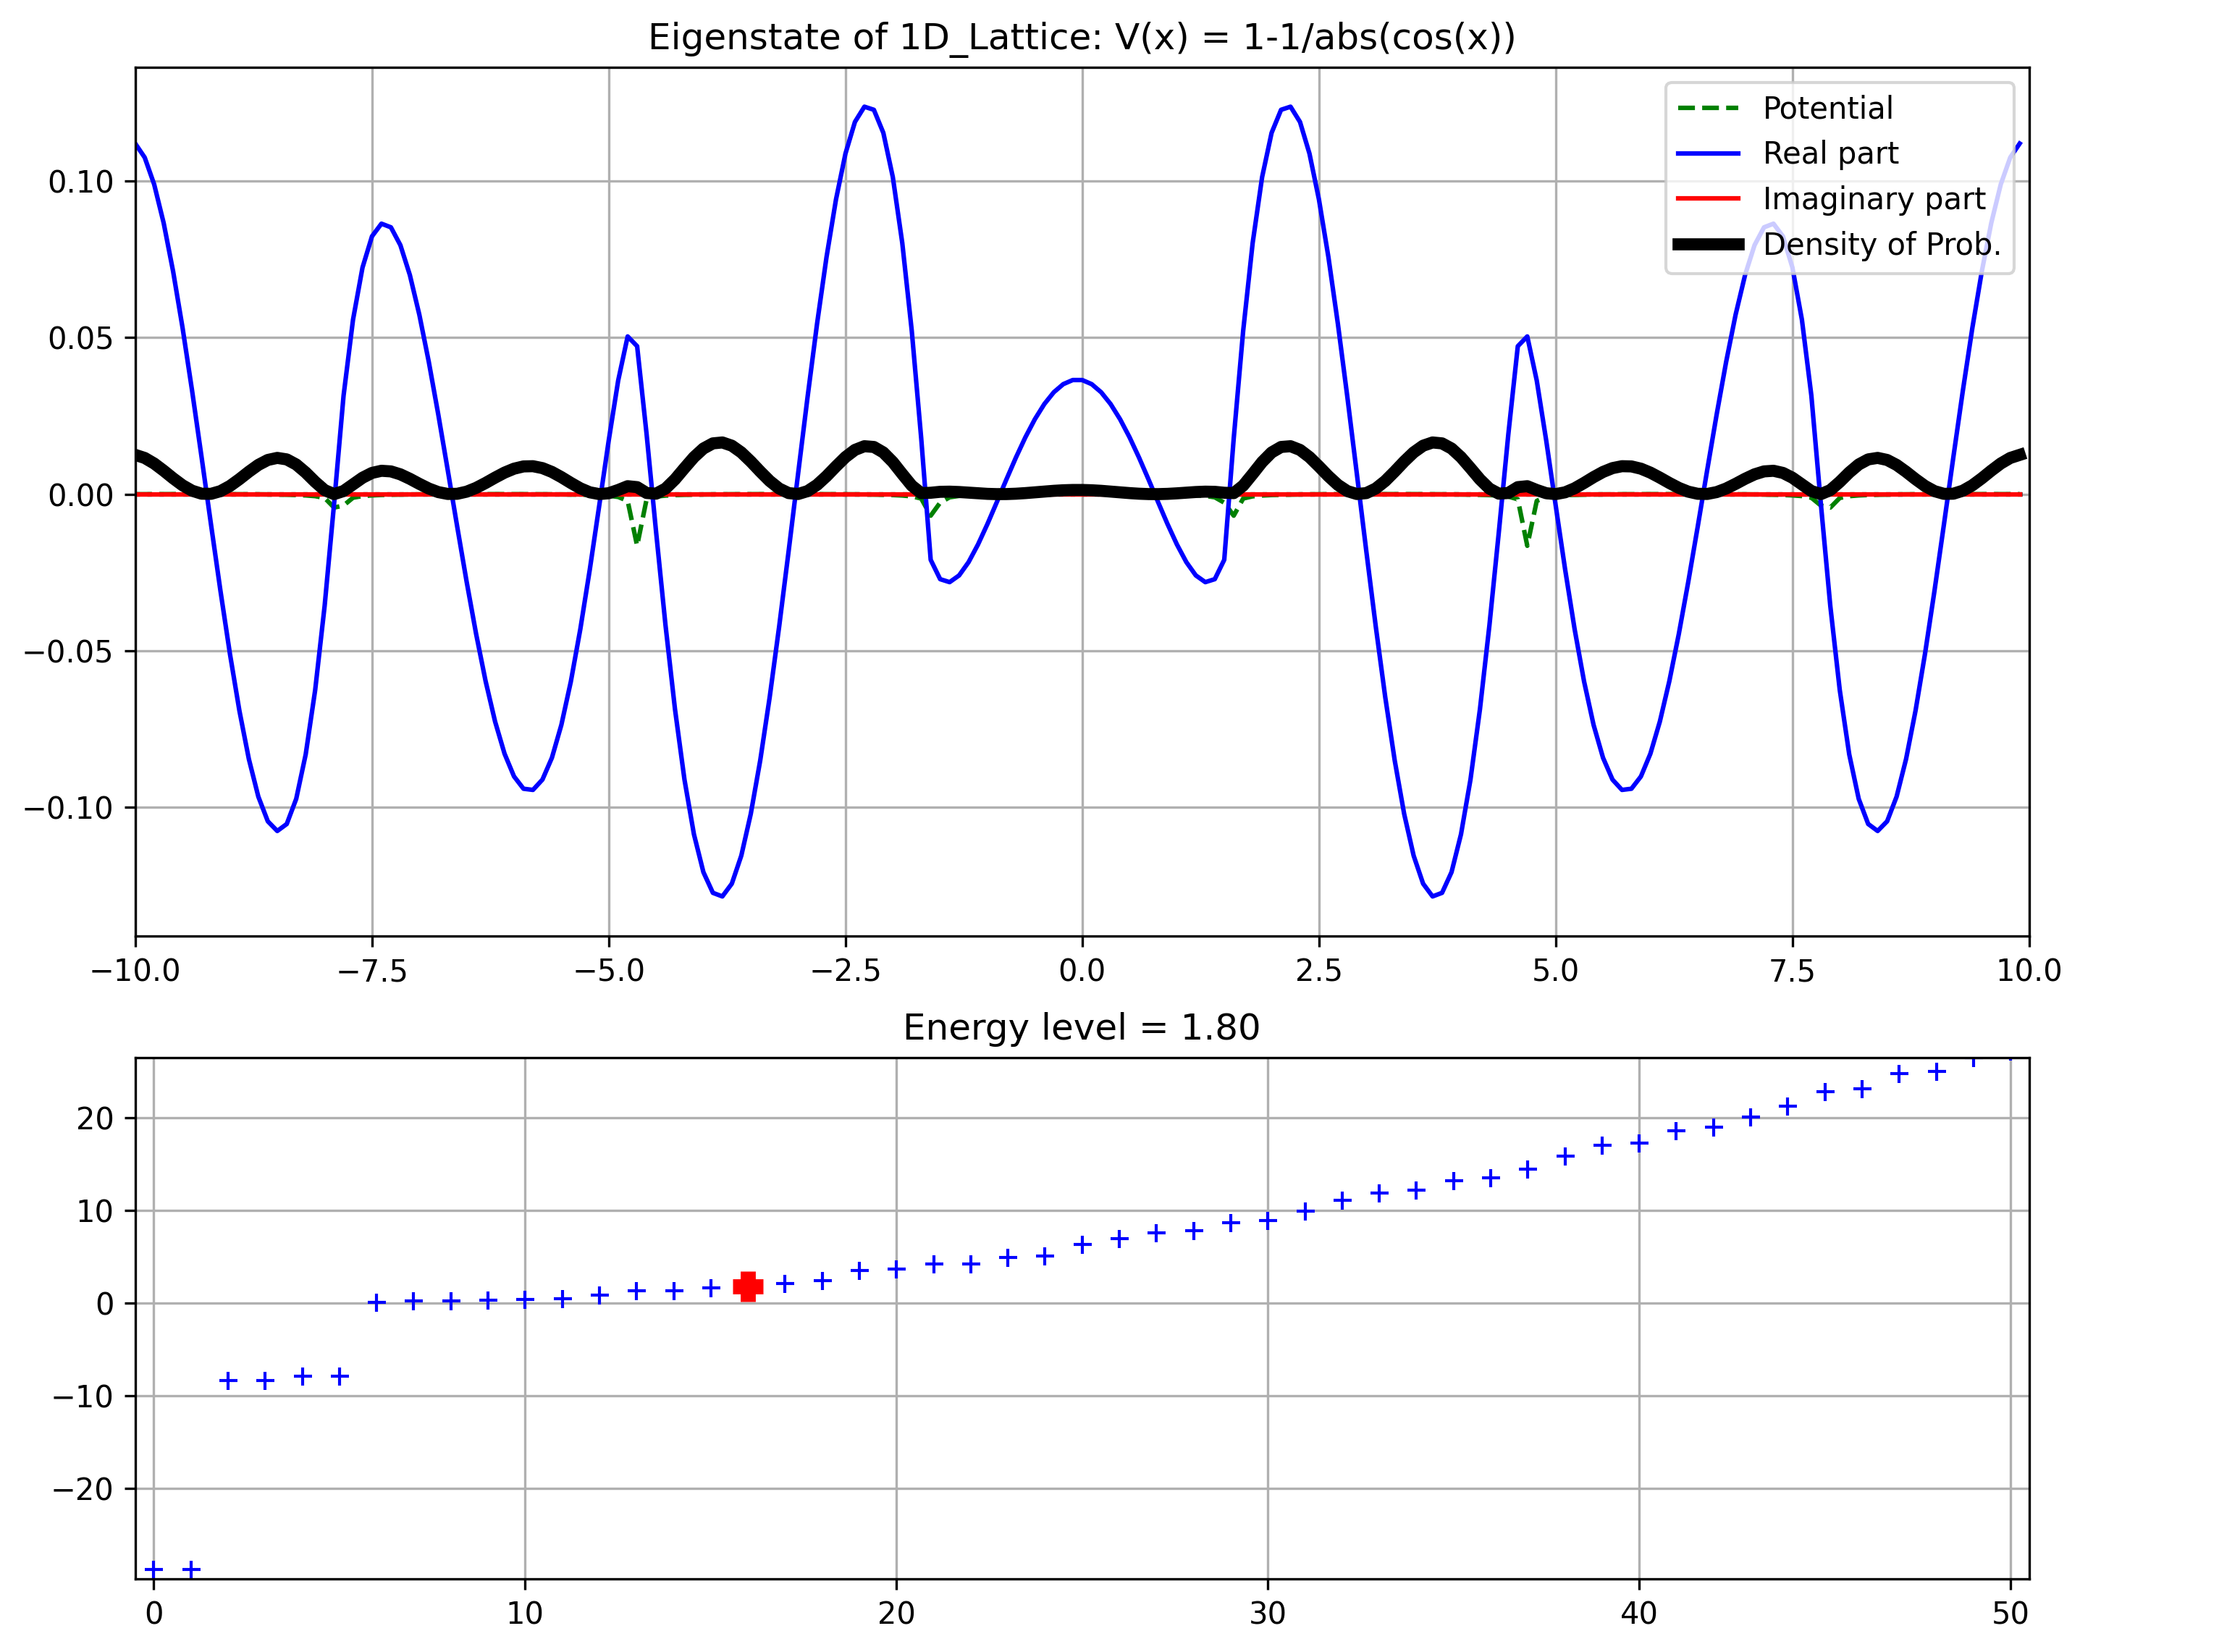 Eigenstate of 1D_Lattice: V(x) = 1-1/abs(cos(x))
Potential
Real part
Imaginary part
Density of Prob.
0.10
0.05
0.00
−0.05
−0.10
−10.0 −7.5 −5.0 −2.5 0.0 2.5 5.0 7.5 10.0
Energy level = 1.80
20
10
0
−10
−20
0 10 20 30 40 50